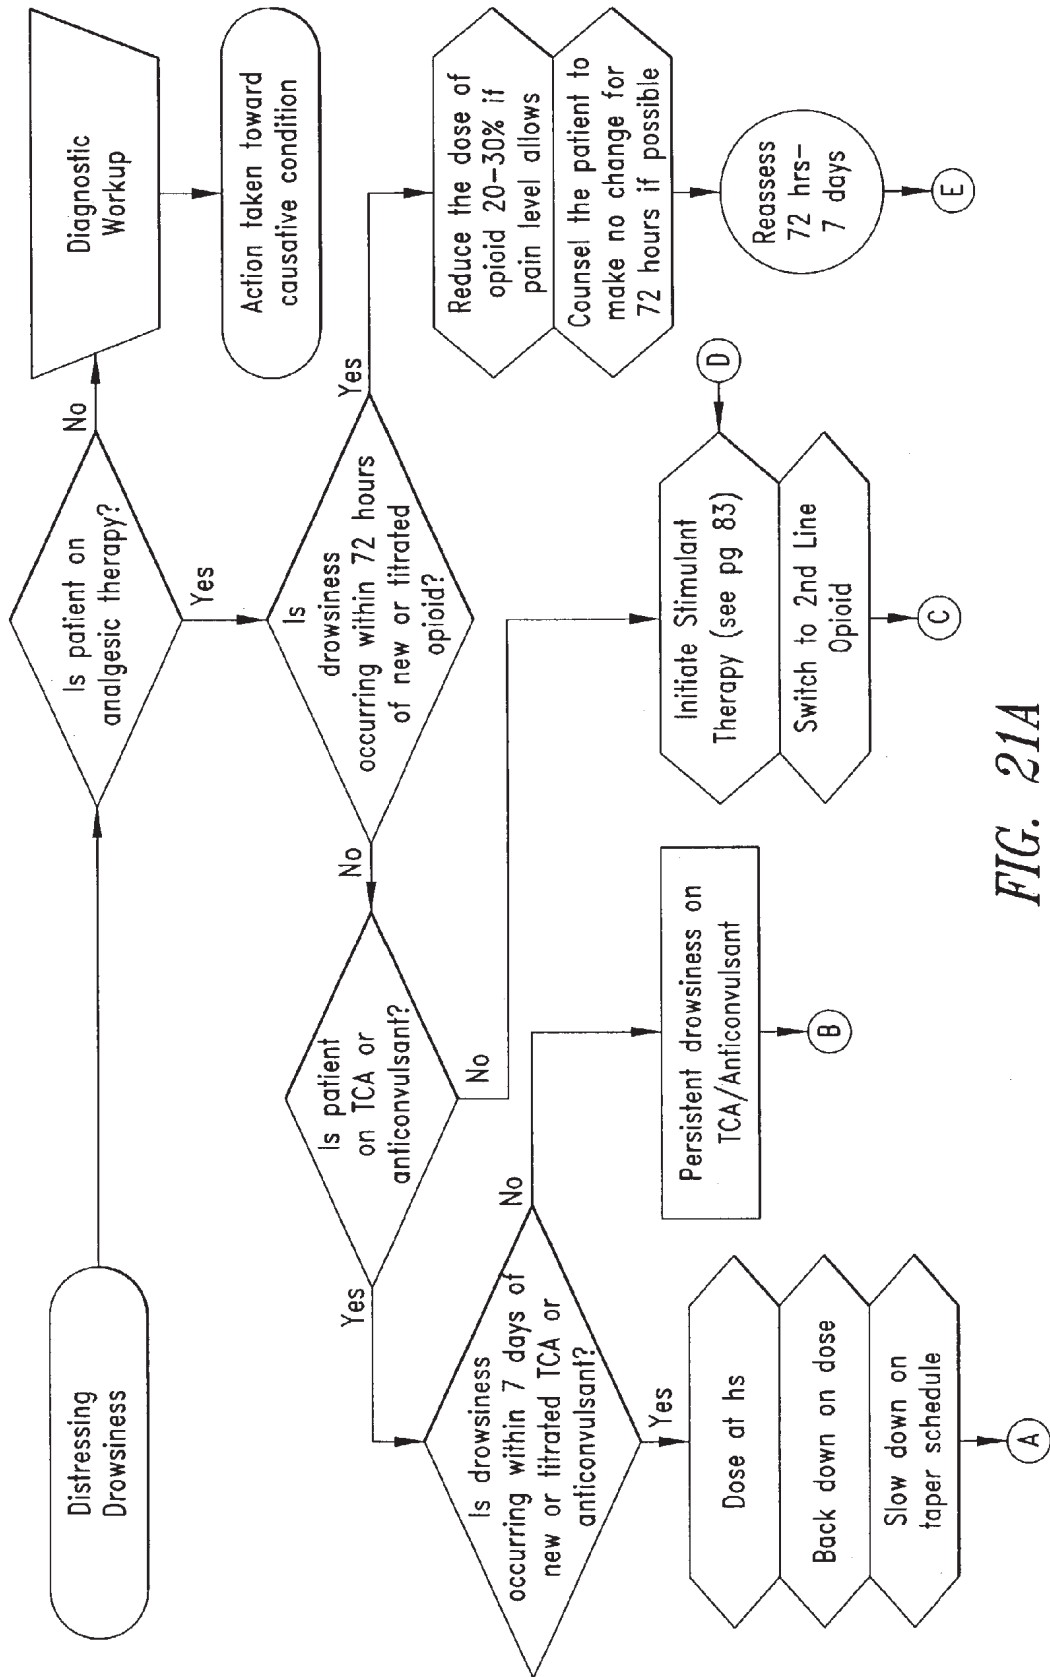 Distressing
Drowsiness
Is patient on
analgesic therapy?
No
Diagnostic
Workup
Yes
Action taken toward
causative condition
Is
drowsiness
occurring within 72 hours
of new or titrated
opioid?
Yes
No
Reduce the dose of
opioid 20-30% if
pain level allows
Counsel the patient to
make no change for
72 hours if possible
Reassess
72 hrs-
7 days
E
Is patient
on TCA or
anticonvulsant?
Yes
No
Initiate Stimulant
Therapy (see pg 83)
D
Switch to 2nd Line
Opioid
C
Is drowsiness
occurring within 7 days of
new or titrated TCA or
anticonvulsant?
No
Yes
Persistent drowsiness on
TCA/Anticonvulsant
B
Dose at hs
Back down on dose
Slow down on
taper schedule
A
FIG. 21A